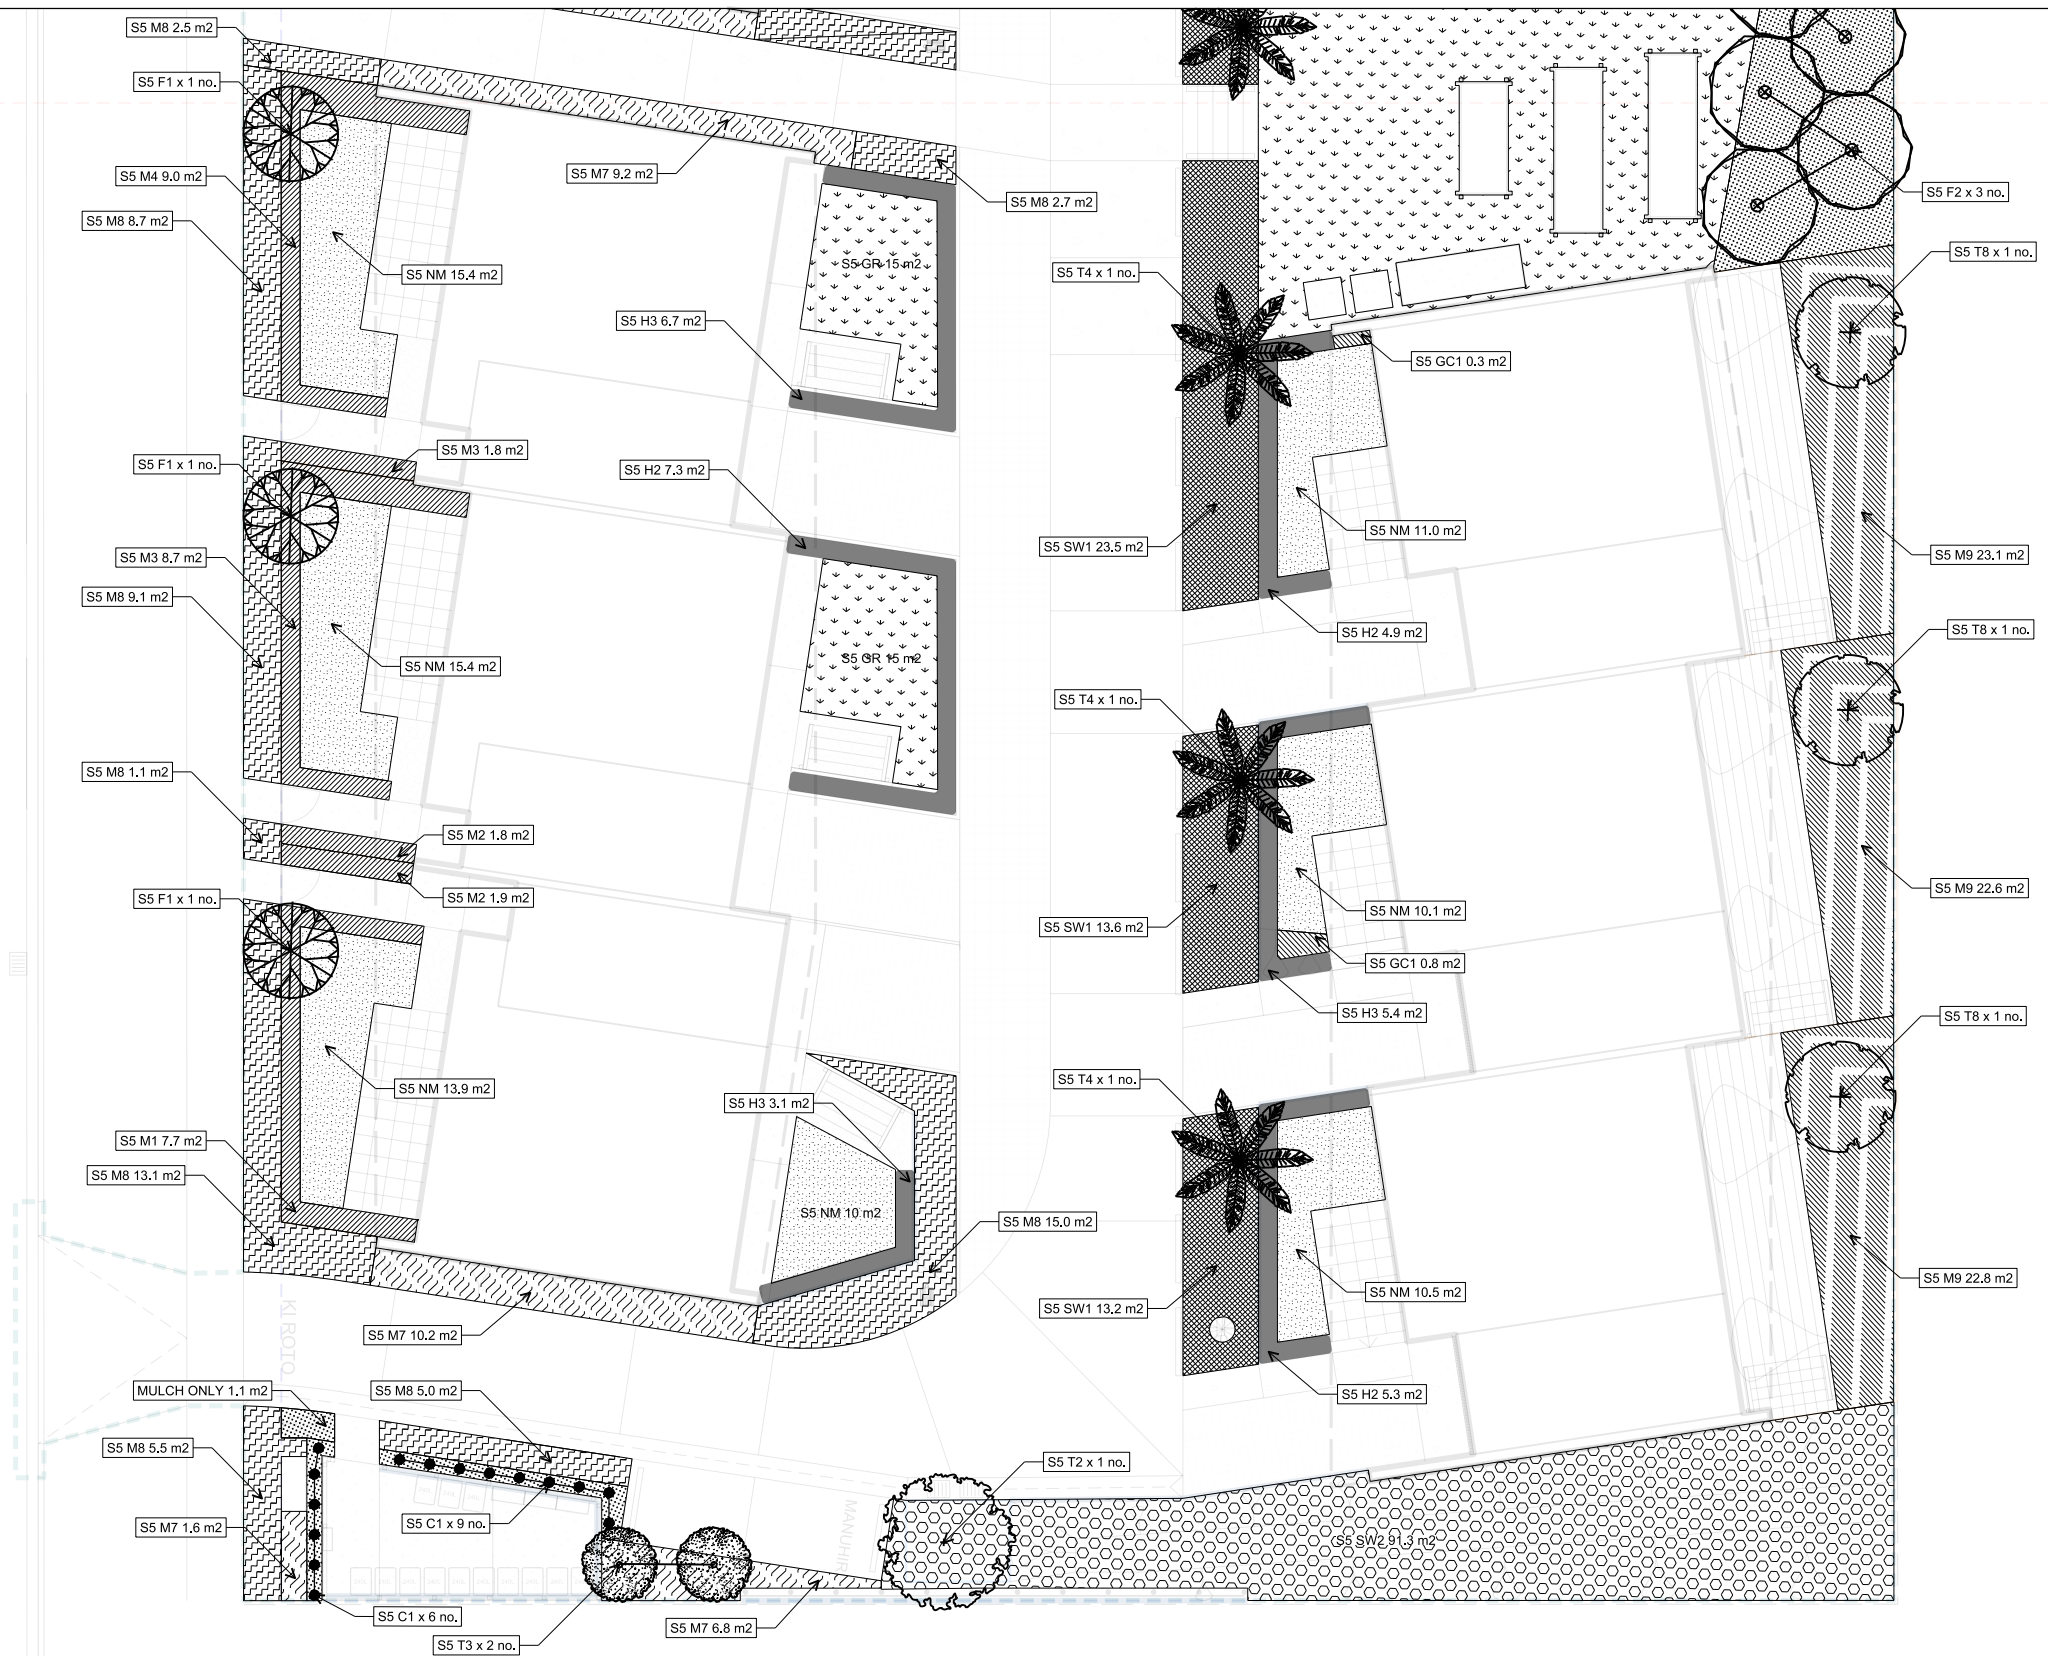 S5 M8 2.5 m2
S5 F1 x 1 no.
S5 M7 9.2 m2
S5 M4 9.0 m2
S5 M8 8.7 m2
S5 M8 2.7 m2
S5 F2 x 3 no.
S5 NM 15.4 m2
S5 GR 15 m2
S5 T4 x 1 no.
S5 T8 x 1 no.
S5 H3 6.7 m2
S5 GC1 0.3 m2
S5 M3 1.8 m2
S5 F1 x 1 no.
S5 H2 7.3 m2
S5 NM 11.0 m2
S5 SW1 23.5 m2
S5 M9 23.1 m2
S5 M3 8.7 m2
S5 M8 9.1 m2
S5 H2 4.9 m2
S5 T8 x 1 no.
S5 NM 15.4 m2
S5 GR 15 m2
S5 T4 x 1 no.
S5 M8 1.1 m2
S5 M2 1.8 m2
S5 M2 1.9 m2
S5 F1 x 1 no.
S5 M9 22.6 m2
S5 NM 10.1 m2
S5 SW1 13.6 m2
S5 GC1 0.8 m2
S5 H3 5.4 m2
S5 T8 x 1 no.
S5 NM 13.9 m2
S5 H3 3.1 m2
S5 T4 x 1 no.
S5 M1 7.7 m2
S5 M8 13.1 m2
S5 NM 10 m2
S5 M8 15.0 m2
S5 M9 22.8 m2
S5 NM 10.5 m2
S5 SW1 13.2 m2
S5 M7 10.2 m2
KI ROTO
MULCH ONLY 1.1 m2
S5 M8 5.0 m2
S5 H2 5.3 m2
S5 M8 5.5 m2
S5 T2 x 1 no.
S5 C1 x 9 no.
S5 M7 1.6 m2
MANUHIRI
S5 SW2 91.3 m2
S5 C1 x 6 no.
S5 M7 6.8 m2
S5 T3 x 2 no.